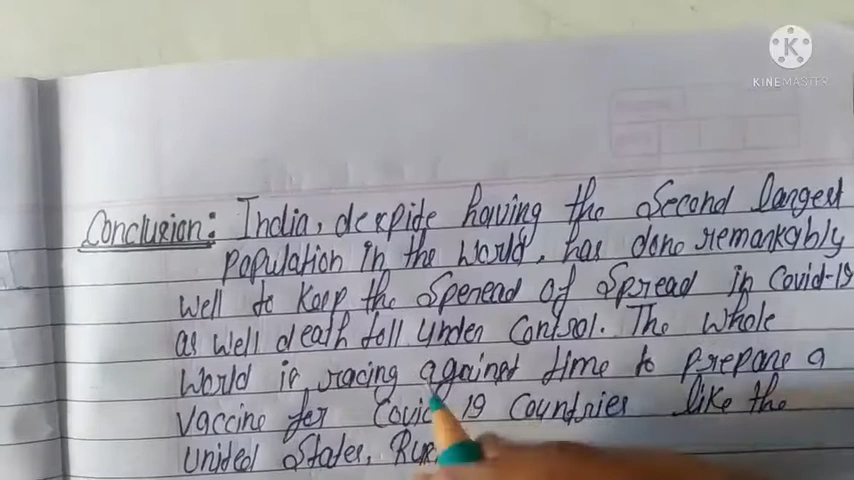 KINEMASTER
Conclusion: India, despite having the Second largest
population in the world, has done remarkably
well to keep the Spenead of Spread in Covid-19
as well death toll under Control. The whole
World is racing against time to prepare a
Vaccine for Covid 19 Countries like the
United States,